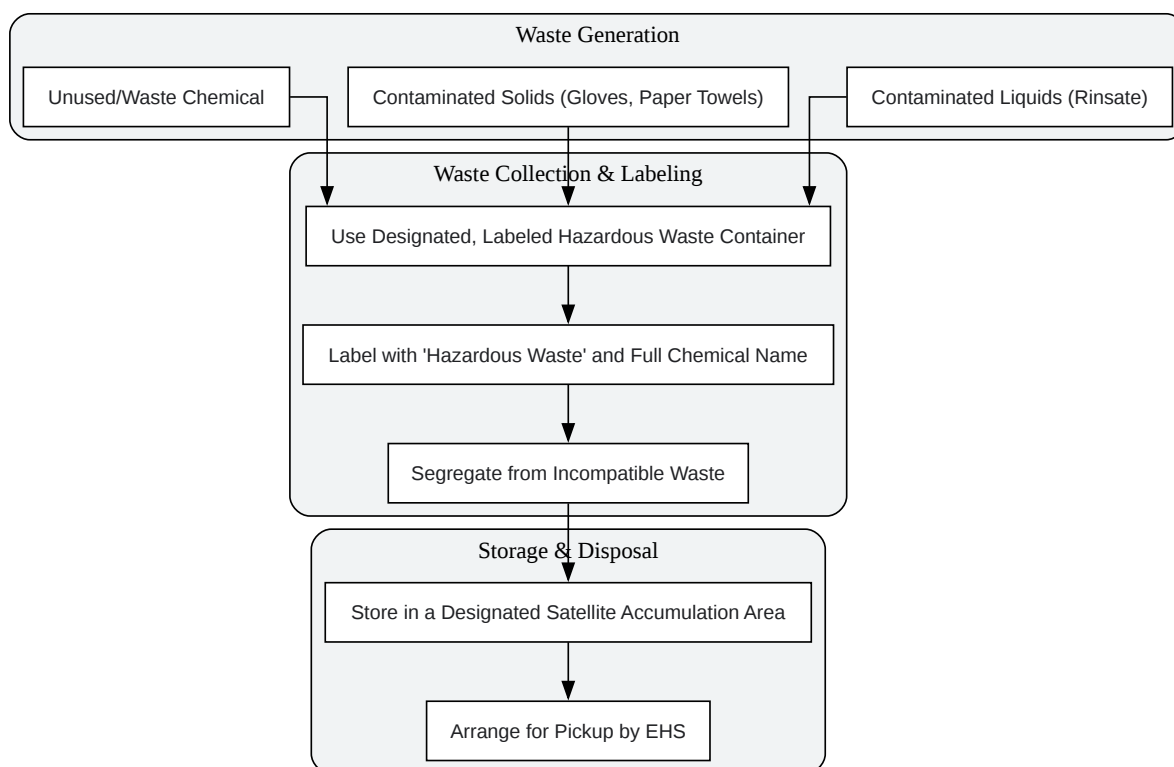 Waste Generation
Unused/Waste Chemical
Contaminated Solids (Gloves, Paper Towels)
Contaminated Liquids (Rinsate)
Waste Collection & Labeling
Use Designated, Labeled Hazardous Waste Container
Label with 'Hazardous Waste' and Full Chemical Name
Segregate from Incompatible Waste
Storage & Disposal
Store in a Designated Satellite Accumulation Area
Arrange for Pickup by EHS